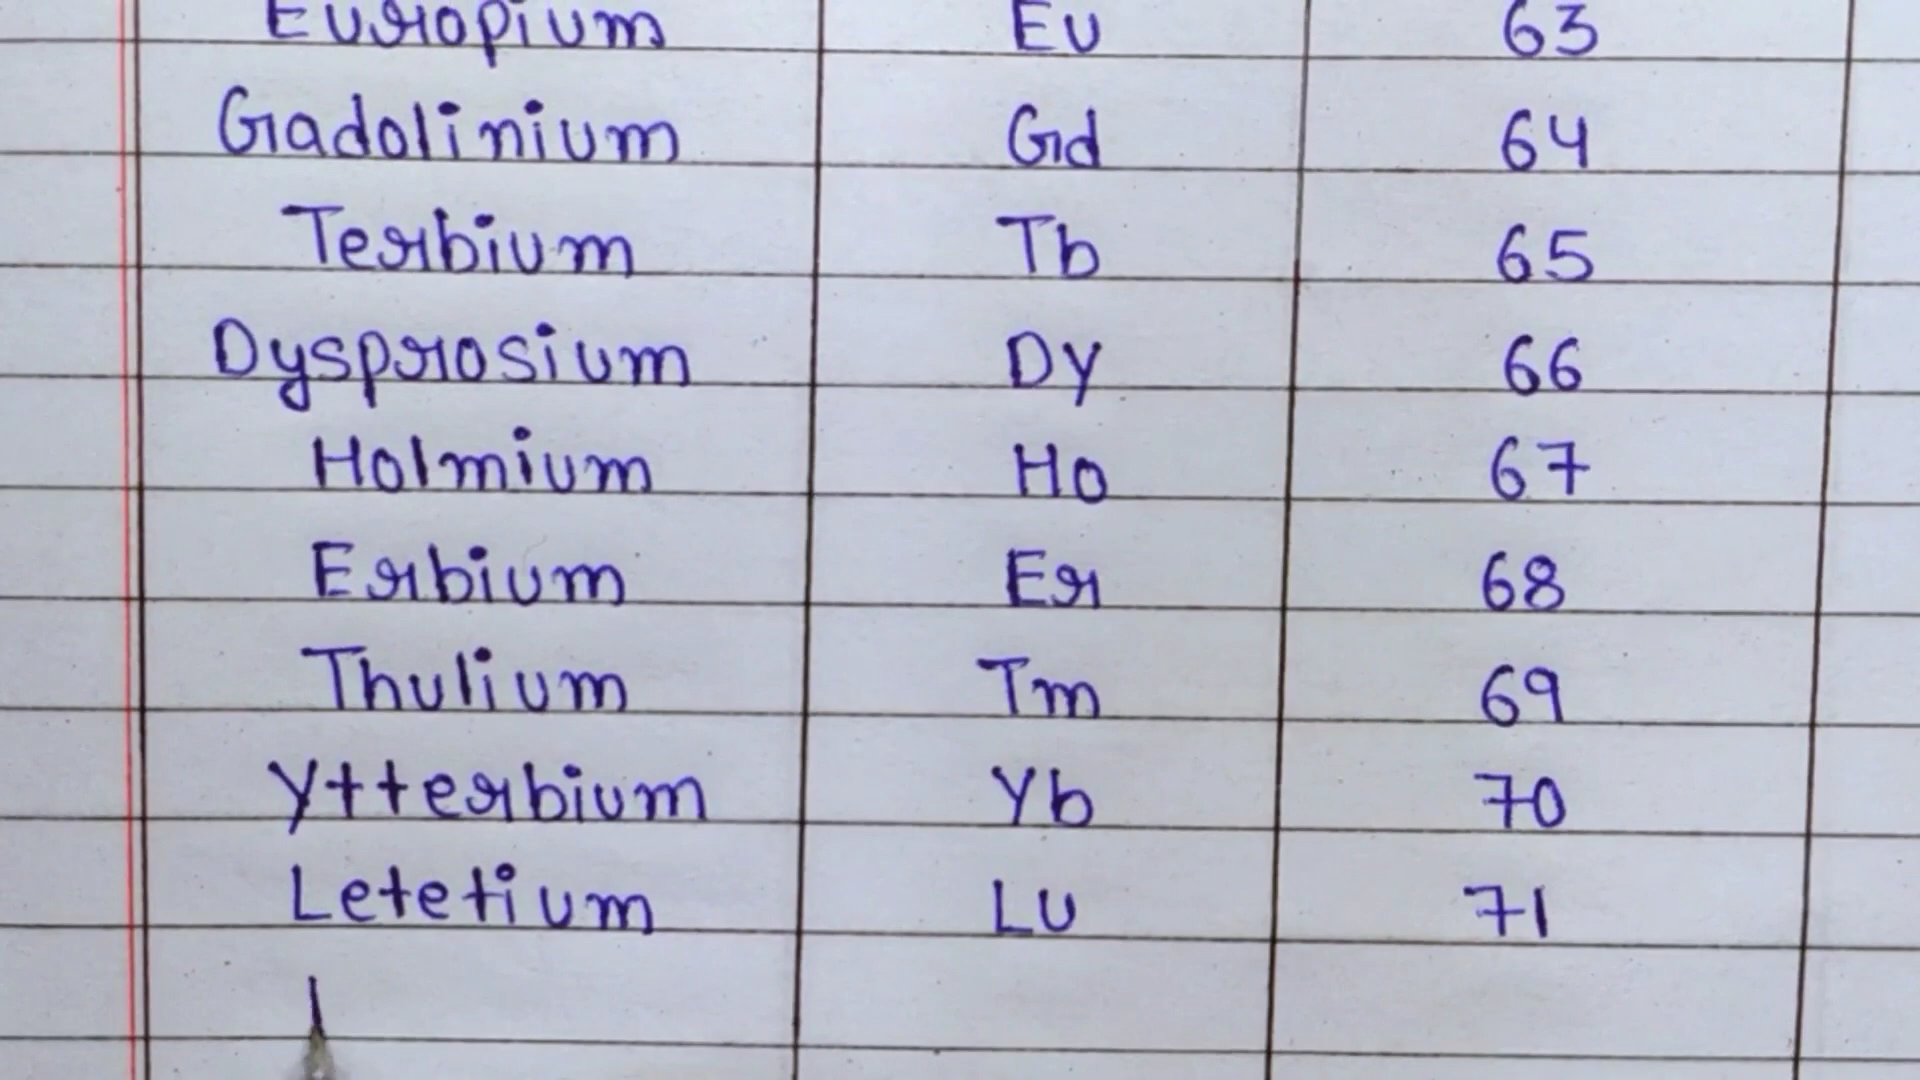 Europium Eu 63
Gadolinium Gd 64
Terbium Tb 65
Dysprosium Dy 66
Holmium Ho 67
Erbium Er 68
Thulium Tm 69
Ytterbium Yb 70
Letetium Lu 71